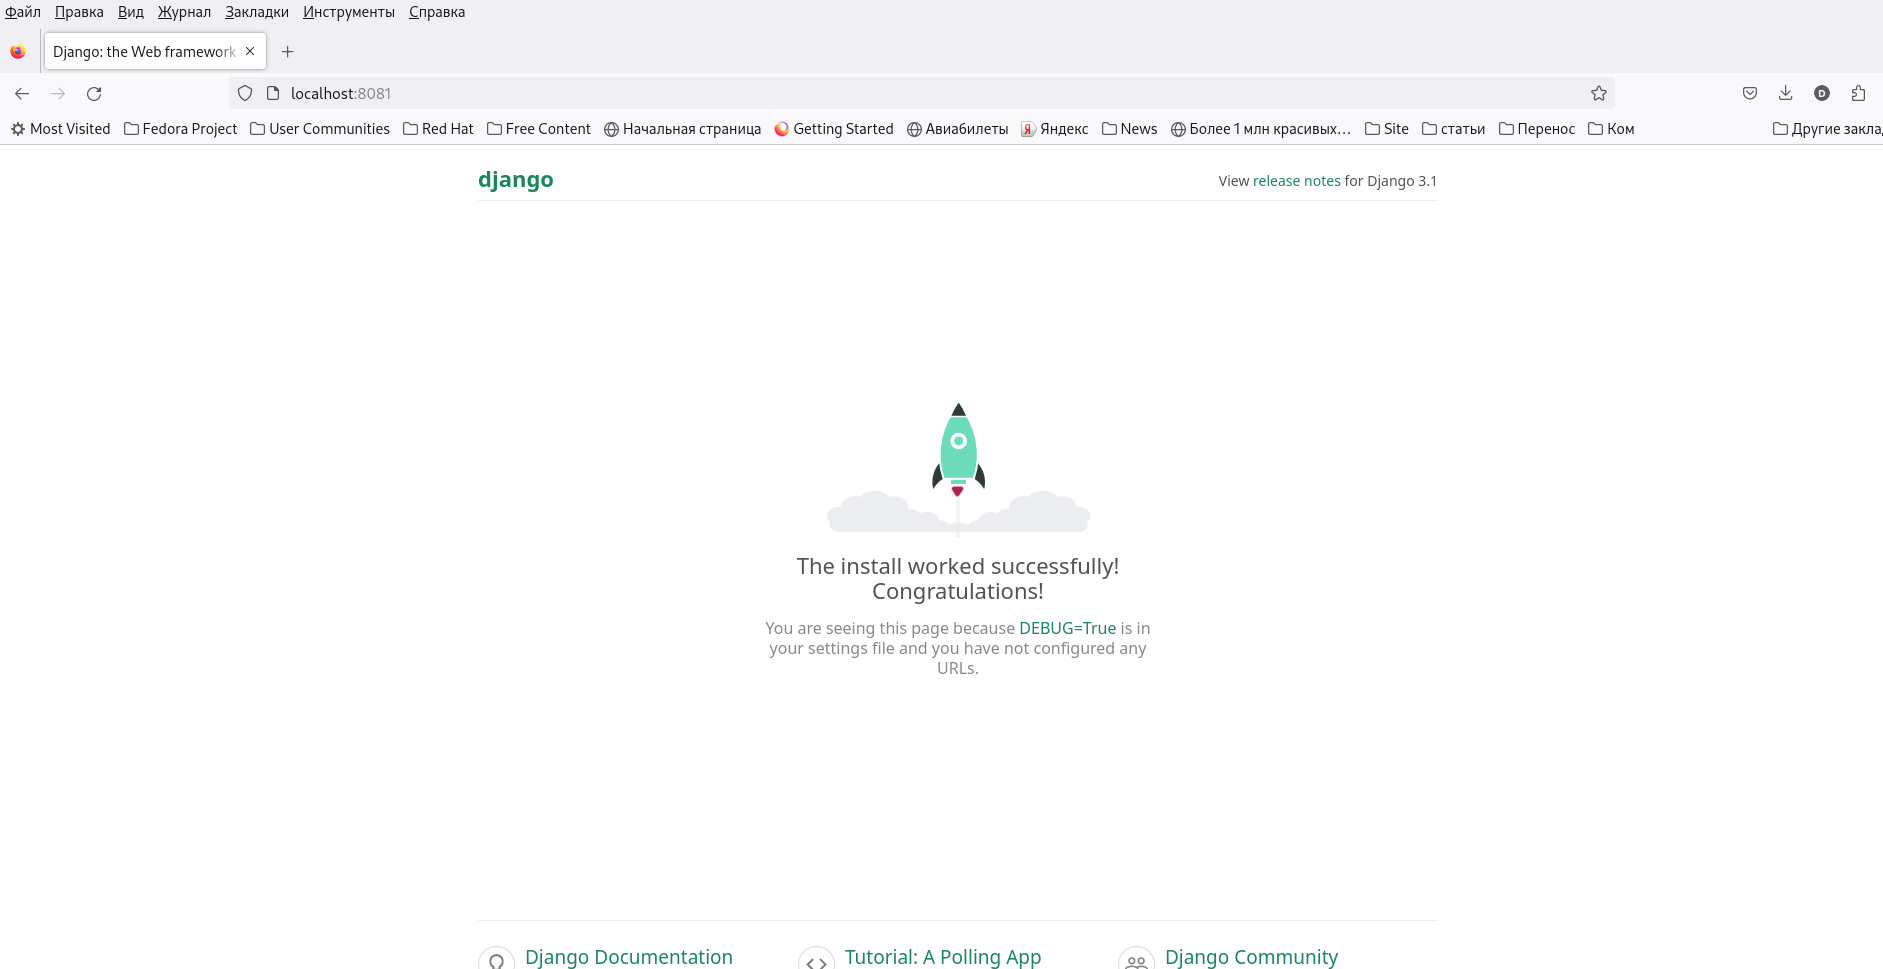 Файл Правка Вид Журнал Закладки Инструменты Справка
Django: the Web framework
localhost:8081
D
Most Visited Fedora Project User Communities Red Hat Free Content Начальная страница Getting Started Авиабилеты Я Яндекс News Более 1 млн красивых… Site статьи Перенос Ком Другие закла
django
View release notes for Django 3.1
The install worked successfully!
Congratulations!
You are seeing this page because DEBUG=True is in
your settings file and you have not configured any
URLs.
Django Documentation Tutorial: A Polling App Django Community